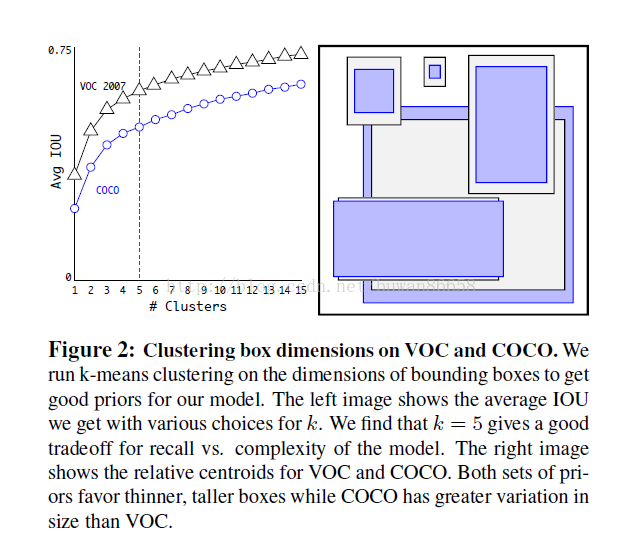 0.75
VOC 2007
Avg IOU
COCO
0
1 2 3 4 5 6 7 8 9 10 11 12 13 14 15
# Clusters
Figure 2: Clustering box dimensions on VOC and COCO. We
run k-means clustering on the dimensions of bounding boxes to get
good priors for our model. The left image shows the average IOU
we get with various choices for k. We find that k = 5 gives a good
tradeoff for recall vs. complexity of the model. The right image
shows the relative centroids for VOC and COCO. Both sets of pri-
ors favor thinner, taller boxes while COCO has greater variation in
size than VOC.